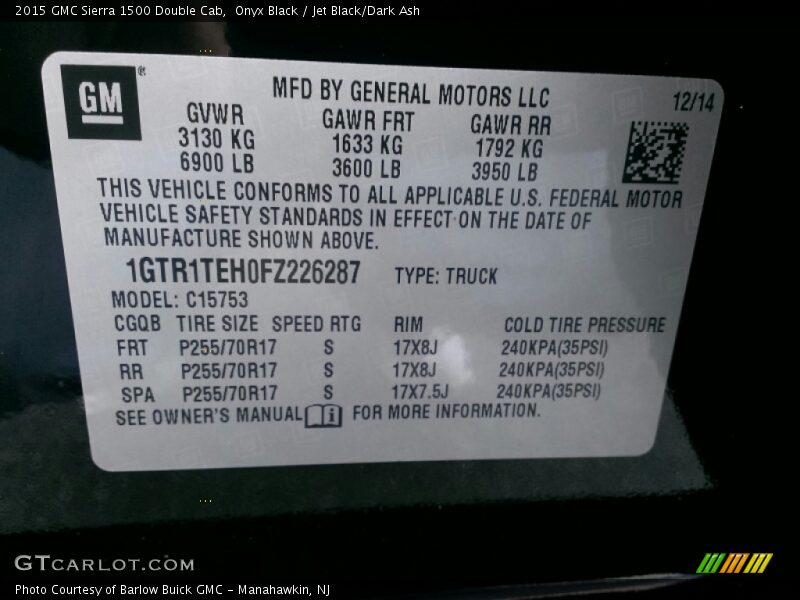 2015 GMC Sierra 1500 Double Cab,  Onyx Black / Jet Black/Dark Ash
GM ®
MFD BY GENERAL MOTORS LLC
12/14
GVWR GAWR FRT GAWR RR
3130 KG 1633 KG 1792 KG
6900 LB 3600 LB 3950 LB
THIS VEHICLE CONFORMS TO ALL APPLICABLE U.S. FEDERAL MOTOR
VEHICLE SAFETY STANDARDS IN EFFECT ON THE DATE OF
MANUFACTURE SHOWN ABOVE.
1GTR1TEH0FZ226287 TYPE: TRUCK
MODEL: C15753
CGQB TIRE SIZE SPEED RTG RIM COLD TIRE PRESSURE
FRT P255/70R17 S 17X8J 240KPA(35PSI)
RR P255/70R17 S 17X8J 240KPA(35PSI)
SPA P255/70R17 S 17X7.5J 240KPA(35PSI)
SEE OWNER'S MANUAL i FOR MORE INFORMATION.
GTCARLOT.COM
Photo Courtesy of Barlow Buick GMC - Manahawkin, NJ